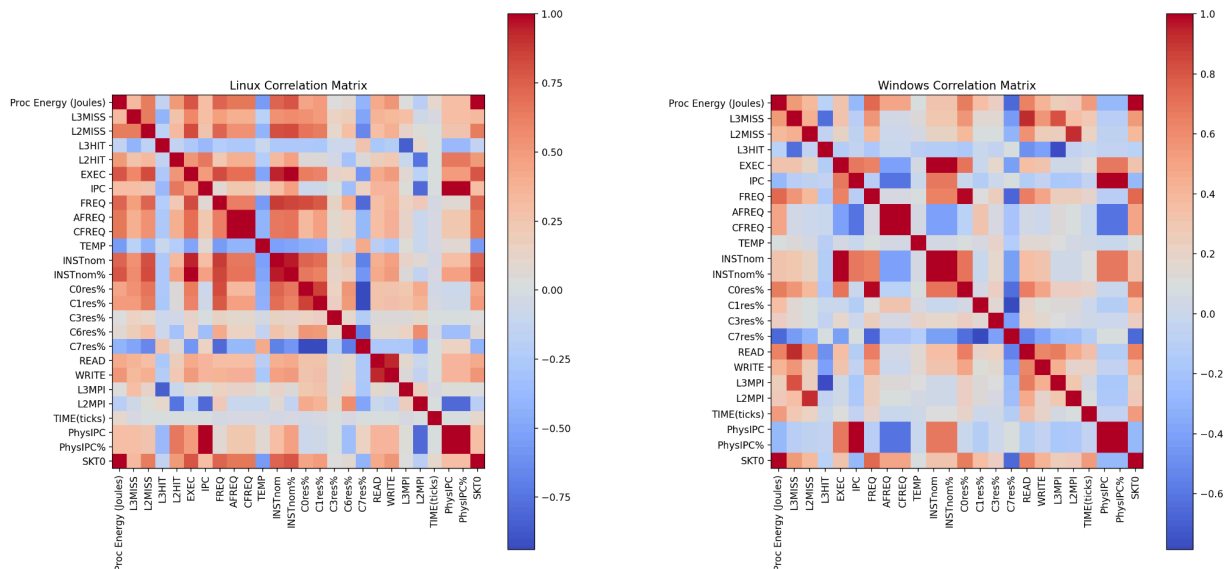 Linux Correlation Matrix
Proc Energy (Joules)
L3MISS
L2MISS
L3HIT
L2HIT
EXEC
IPC
FREQ
AFREQ
CFREQ
TEMP
INSTnom
INSTnom%
C0res%
C1res%
C3res%
C6res%
C7res%
READ
WRITE
L3MPI
L2MPI
TIME(ticks)
PhysIPC
PhysIPC%
SKT0
Proc Energy (Joules)
L3MISS
L2MISS
L3HIT
L2HIT
EXEC
IPC
FREQ
AFREQ
CFREQ
TEMP
INSTnom
INSTnom%
C0res%
C1res%
C3res%
C6res%
C7res%
READ
WRITE
L3MPI
L2MPI
TIME(ticks)
PhysIPC
PhysIPC%
SKT0
1.00
0.75
0.50
0.25
0.00
−0.25
−0.50
−0.75
Windows Correlation Matrix
Proc Energy (Joules)
L3MISS
L2MISS
L3HIT
EXEC
IPC
FREQ
AFREQ
CFREQ
TEMP
INSTnom
INSTnom%
C0res%
C1res%
C3res%
C7res%
READ
WRITE
L3MPI
L2MPI
TIME(ticks)
PhysIPC
PhysIPC%
SKT0
Proc Energy (Joules)
L3MISS
L2MISS
L3HIT
EXEC
IPC
FREQ
AFREQ
CFREQ
TEMP
INSTnom
INSTnom%
C0res%
C1res%
C3res%
C7res%
READ
WRITE
L3MPI
L2MPI
TIME(ticks)
PhysIPC
PhysIPC%
SKT0
1.0
0.8
0.6
0.4
0.2
0.0
−0.2
−0.4
−0.6